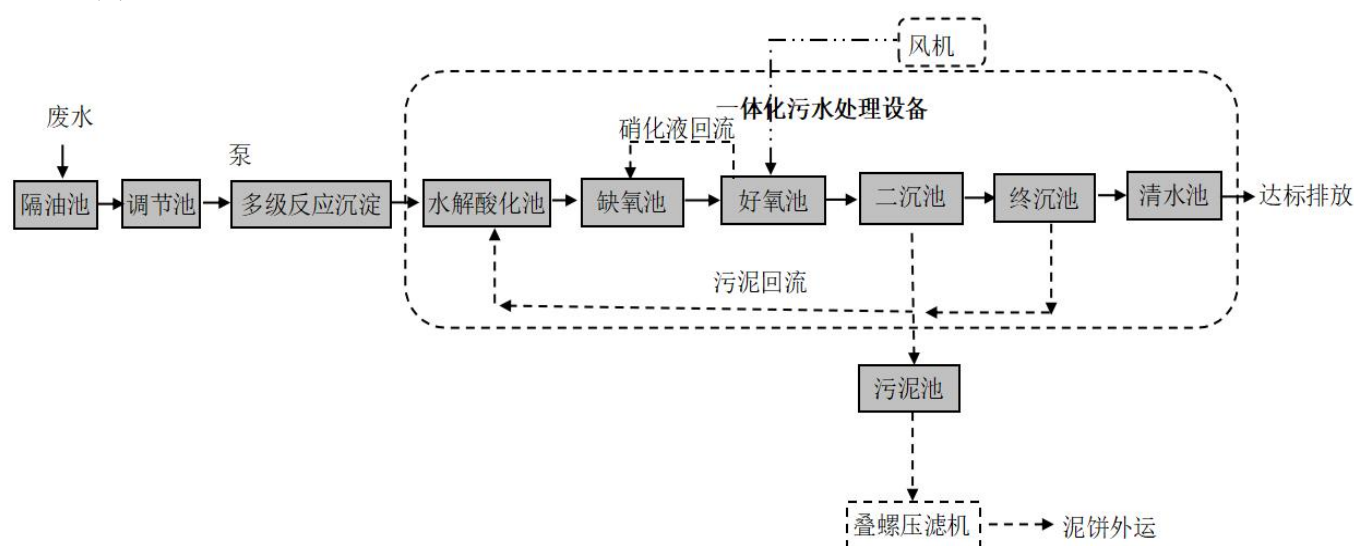 风机
一体化污水处理设备
废水
硝化液回流
泵
隔油池
调节池
多级反应沉淀
水解酸化池
缺氧池
好氧池
二沉池
终沉池
清水池
达标排放
污泥回流
污泥池
叠螺压滤机
泥饼外运